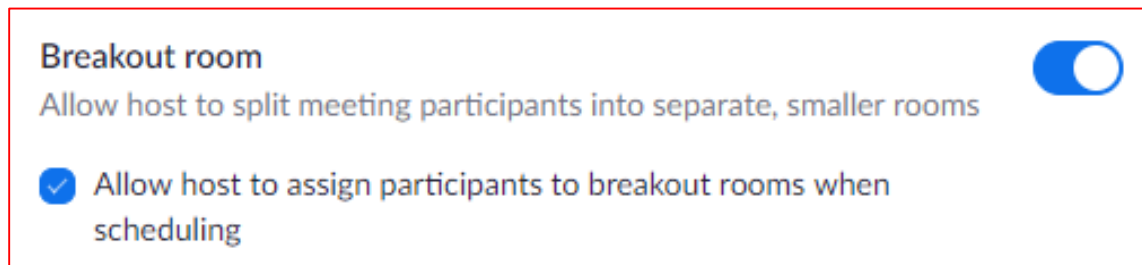 Breakout room
Allow host to split meeting participants into separate, smaller rooms
Allow host to assign participants to breakout rooms when
scheduling